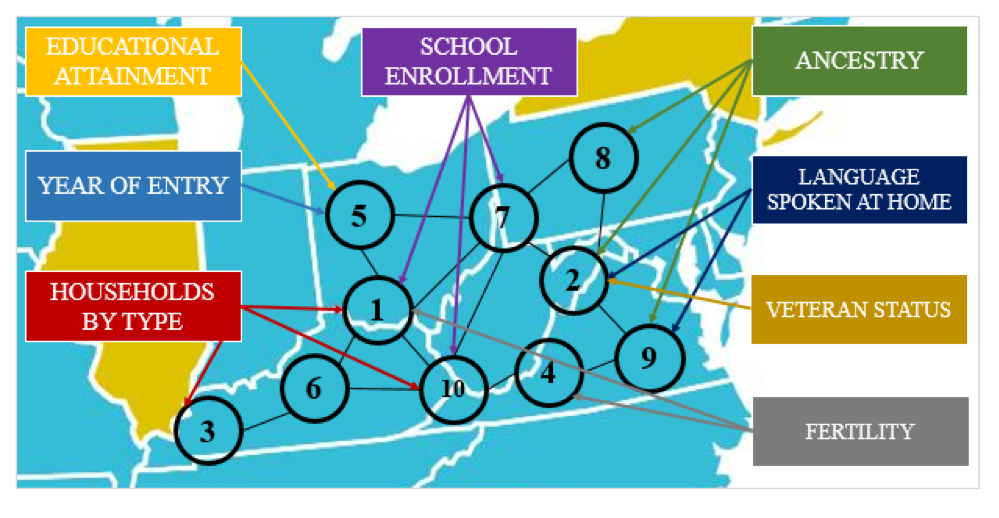 EDUCATIONAL
ATTAINMENT
SCHOOL
ENROLLMENT
ANCESTRY
YEAR OF ENTRY
LANGUAGE
SPOKEN AT HOME
HOUSEHOLDS
BY TYPE
VETERAN STATUS
FERTILITY
8
5
7
2
1
9
4
6
10
3